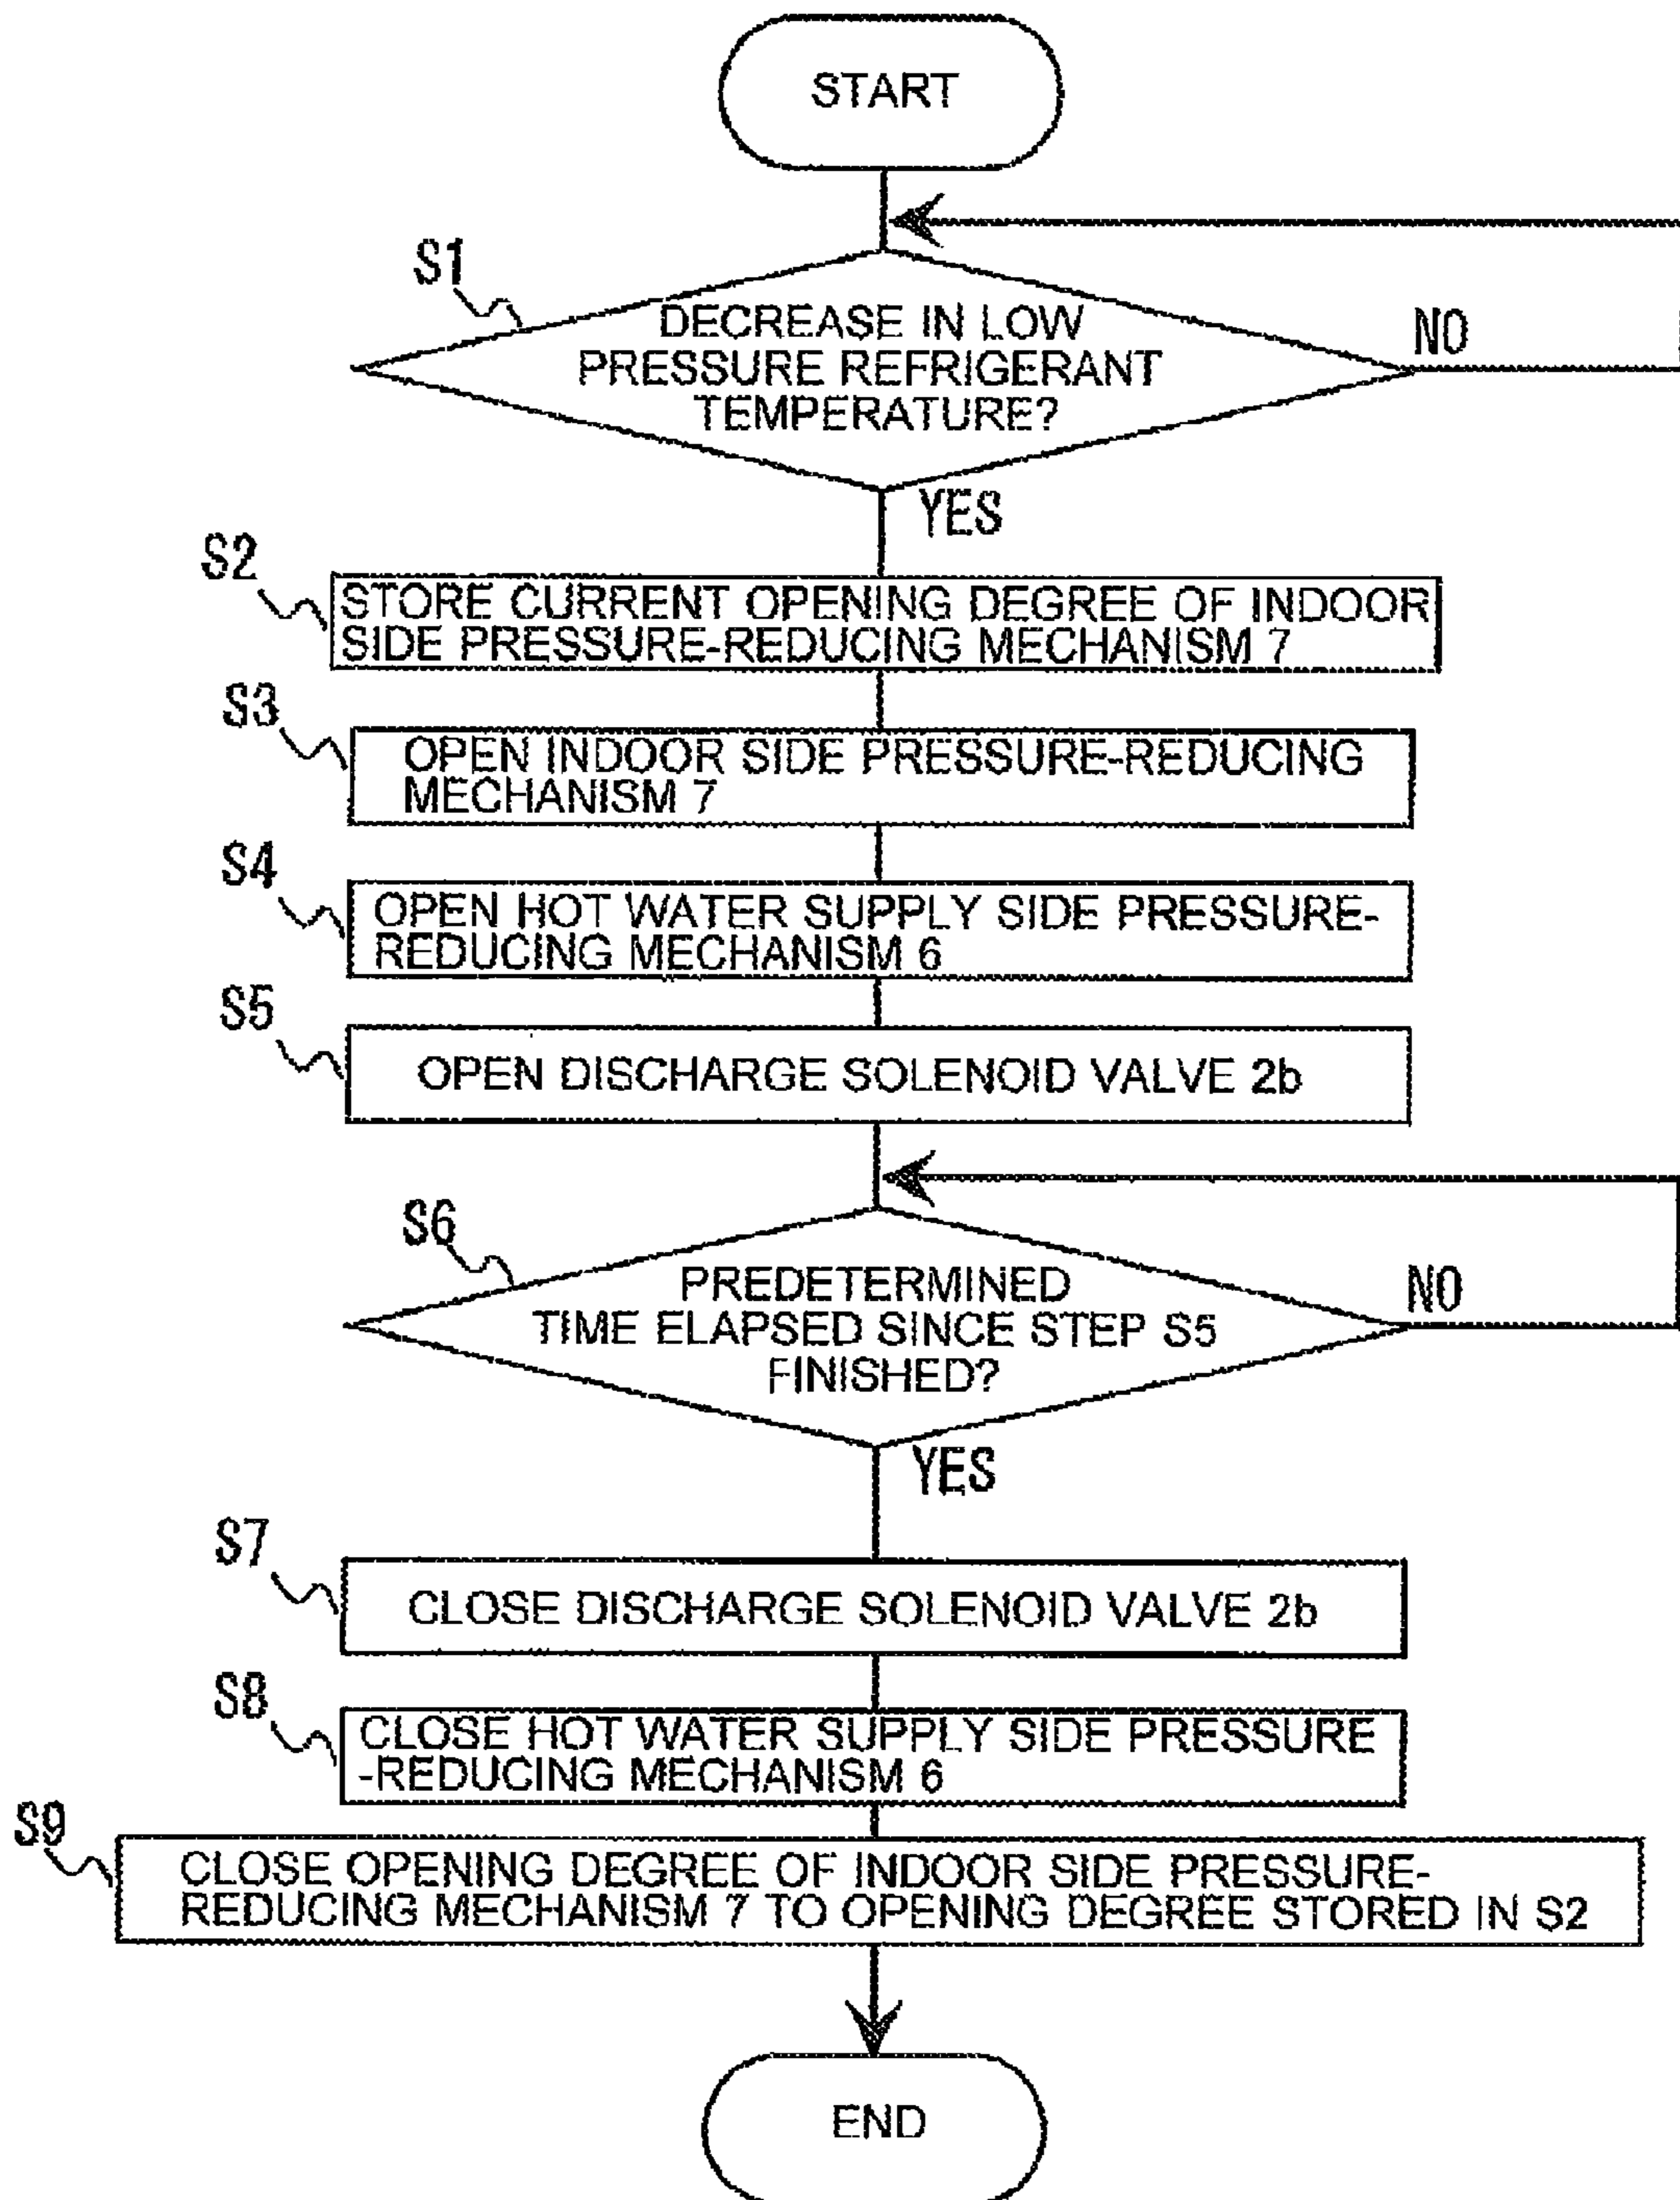 START
S1
DECREASE IN LOW
PRESSURE REFRIGERANT
TEMPERATURE?
NO
YES
S2
STORE CURRENT OPENING DEGREE OF INDOOR
SIDE PRESSURE-REDUCING MECHANISM 7
S3
OPEN INDOOR SIDE PRESSURE-REDUCING
MECHANISM 7
S4
OPEN HOT WATER SUPPLY SIDE PRESSURE-
REDUCING MECHANISM 6
S5
OPEN DISCHARGE SOLENOID VALVE 2b
S6
PREDETERMINED
TIME ELAPSED SINCE STEP S5
FINISHED?
NO
YES
S7
CLOSE DISCHARGE SOLENOID VALVE 2b
S8
CLOSE HOT WATER SUPPLY SIDE PRESSURE
-REDUCING MECHANISM 6
S9
CLOSE OPENING DEGREE OF INDOOR SIDE PRESSURE-
REDUCING MECHANISM 7 TO OPENING DEGREE STORED IN S2
END